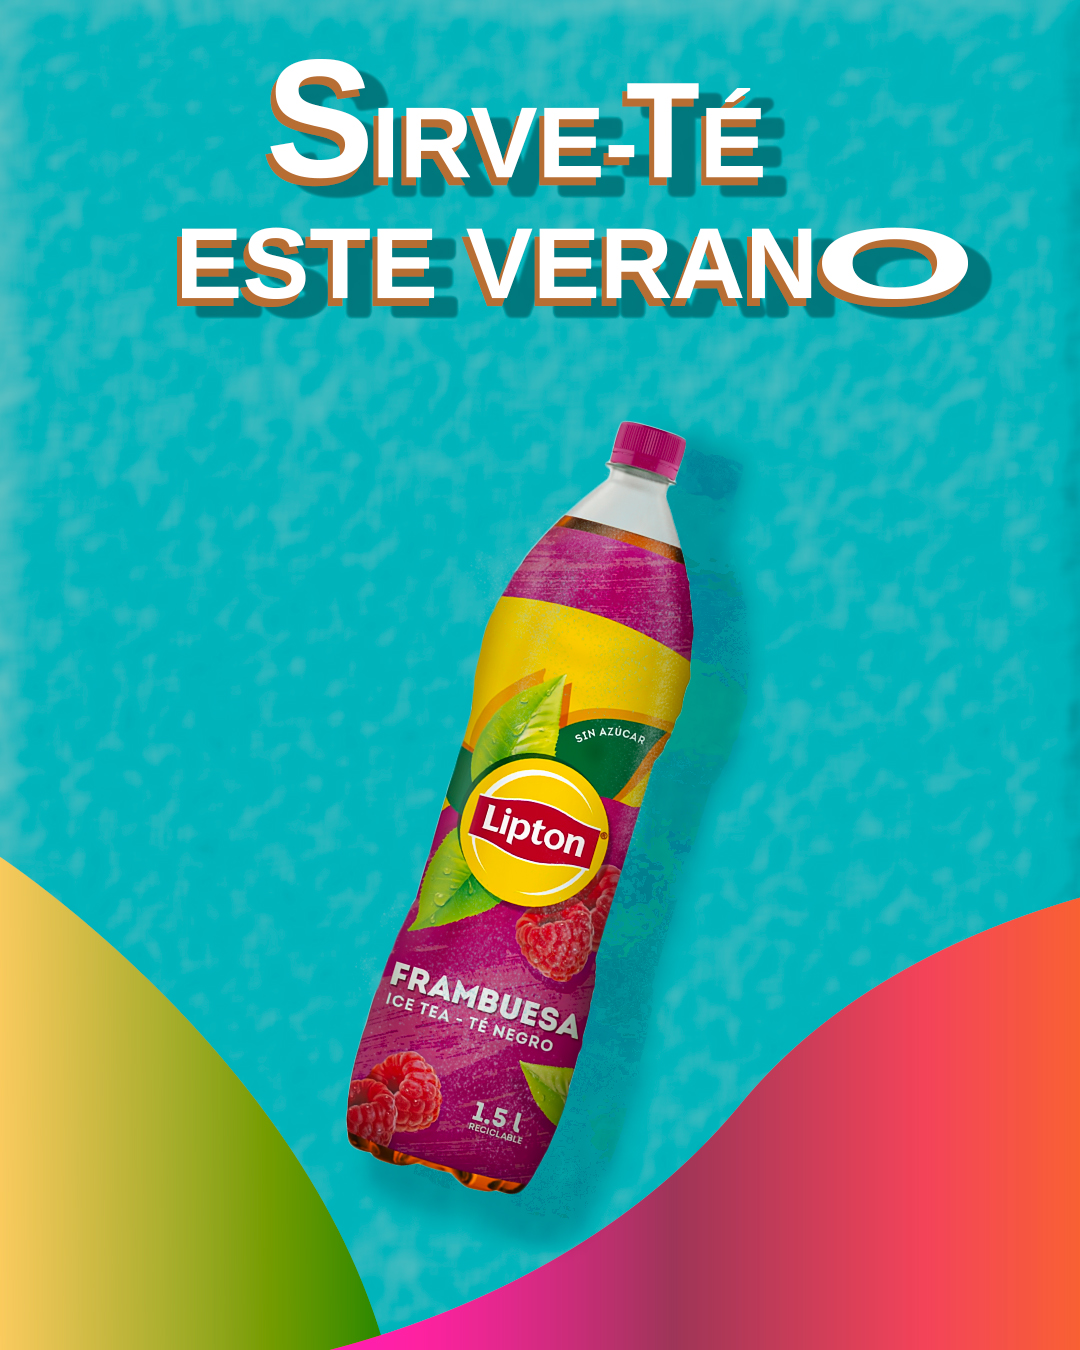 SIRVE-TÉ
ESTE VERANO
SIN AZÚCAR
Lipton®
FRAMBUESA
ICE TEA - TÉ NEGRO
1.5 l
RECICLABLE